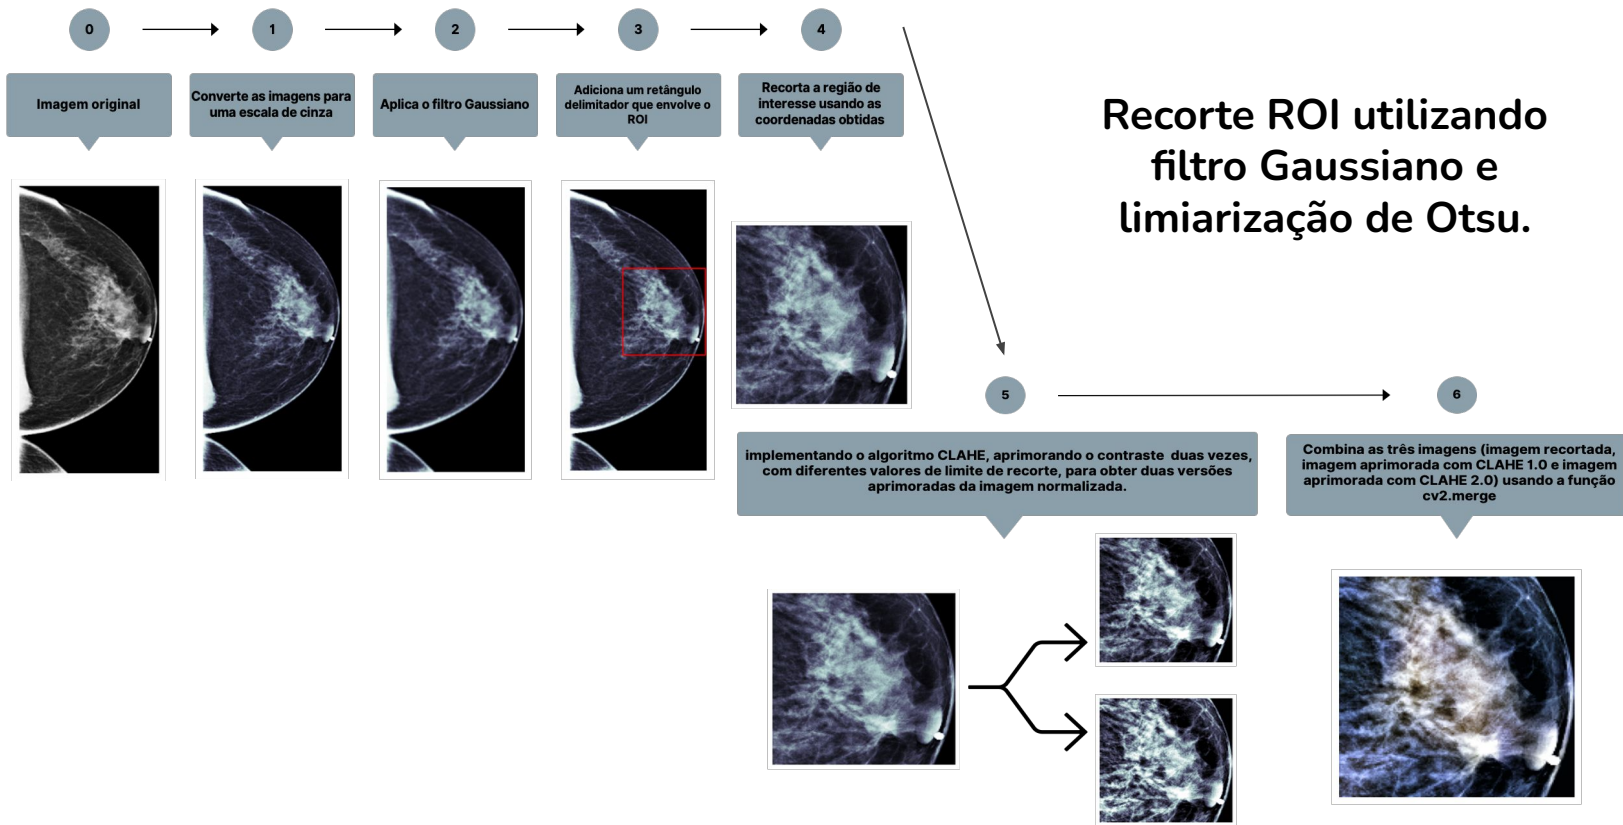 0
1
2
3
4
Imagem original
Converte as imagens para
uma escala de cinza
Aplica o filtro Gaussiano
Adiciona um retângulo
delimitador que envolve o
ROI
Recorta a região de
interesse usando as
coordenadas obtidas
Recorte ROI utilizando
filtro Gaussiano e
limiarização de Otsu.
5
6
implementando o algoritmo CLAHE, aprimorando o contraste duas vezes,
com diferentes valores de limite de recorte, para obter duas versões
aprimoradas da imagem normalizada.
Combina as três imagens (imagem recortada,
imagem aprimorada com CLAHE 1.0 e imagem
aprimorada com CLAHE 2.0) usando a função
cv2.merge